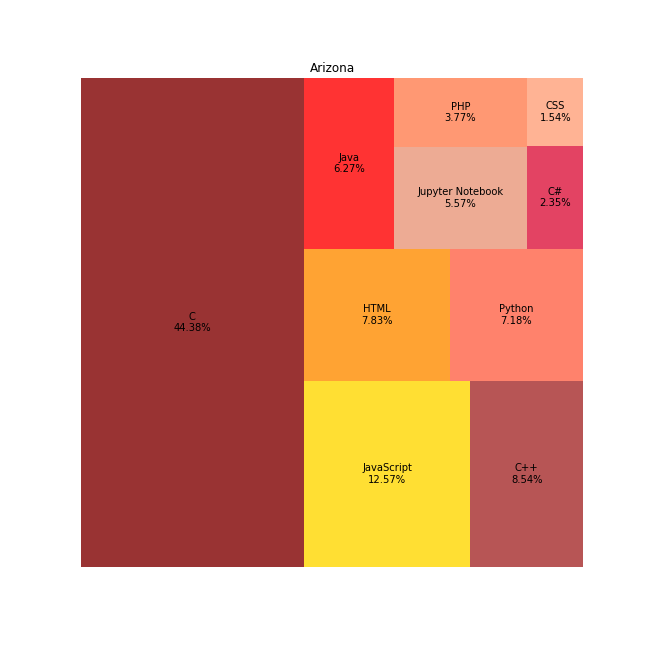 Arizona
C
44.38%
Java
6.27%
PHP
3.77%
CSS
1.54%
Jupyter Notebook
5.57%
C#
2.35%
HTML
7.83%
Python
7.18%
JavaScript
12.57%
C++
8.54%